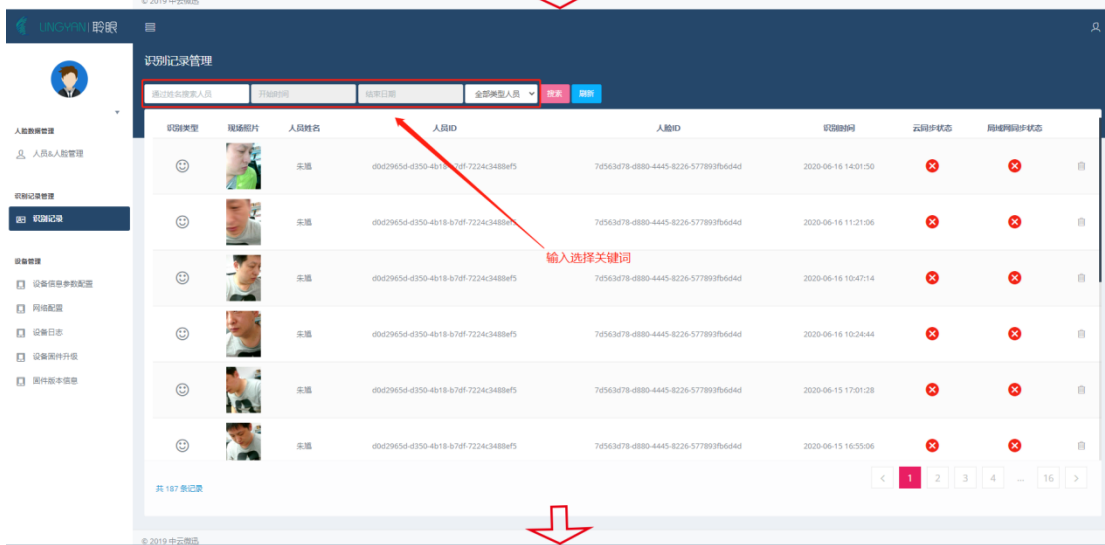 © 2019 中云微迅
LINGYAN 聆眼
识别记录管理
通过姓名搜索人员 开始时间 结束日期 全部类型人员 搜索 刷新
识别类型 现场照片 人员姓名 人员ID 人脸ID 识别时间 云同步状态 局域网同步状态
人脸数据管理
人员&人脸管理
识别记录管理
识别记录
设备管理
设备信息参数配置
网络配置
设备日志
设备固件升级
固件版本信息
d0d2965d-d350-4b18-b7df-7224c3488ef5 7d563d78-d880-4445-8226-577893fb6d4d 2020-06-16 14:01:50
d0d2965d-d350-4b18-b7df-7224c3488ef5 7d563d78-d880-4445-8226-577893fb6d4d 2020-06-16 11:21:06
输入选择关键词
d0d2965d-d350-4b18-b7df-7224c3488ef5 7d563d78-d880-4445-8226-577893fb6d4d 2020-06-16 10:47:14
d0d2965d-d350-4b18-b7df-7224c3488ef5 7d563d78-d880-4445-8226-577893fb6d4d 2020-06-16 10:24:44
d0d2965d-d350-4b18-b7df-7224c3488ef5 7d563d78-d880-4445-8226-577893fb6d4d 2020-06-15 17:01:28
d0d2965d-d350-4b18-b7df-7224c3488ef5 7d563d78-d880-4445-8226-577893fb6d4d 2020-06-15 16:55:06
共 187 条记录
< 1 2 3 4 ... 16 >
© 2019 中云微迅